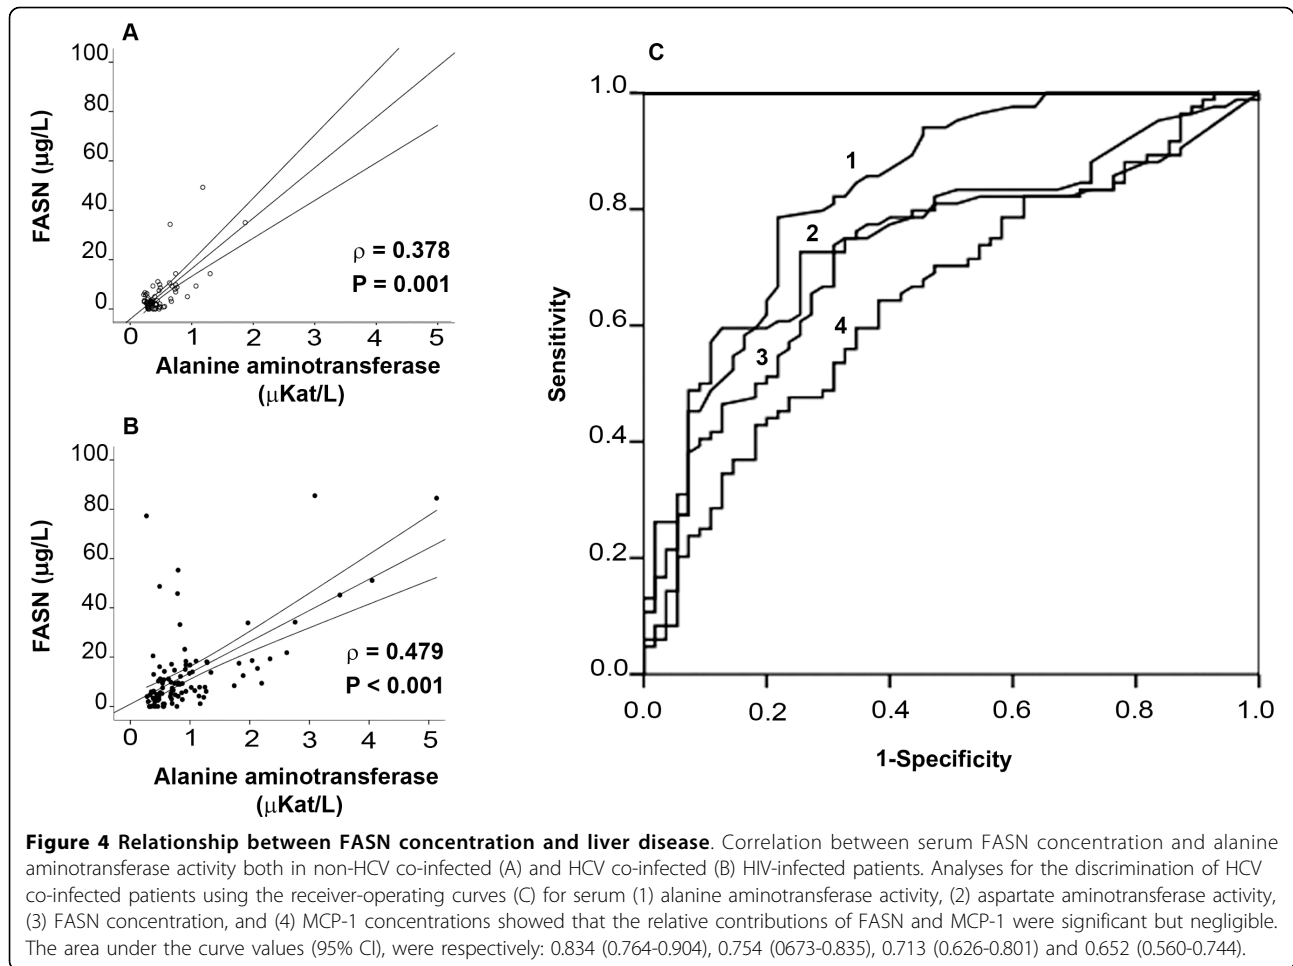 A
100
80
60
40
20
0
FASN (µg/L)
ρ = 0.378
P = 0.001
0 1 2 3 4 5
Alanine aminotransferase
(µKat/L)
B
100
80
60
40
20
0
FASN (µg/L)
ρ = 0.479
P < 0.001
0 1 2 3 4 5
Alanine aminotransferase
(µKat/L)
C
1.0
0.8
0.6
0.4
0.2
0.0
Sensitivity
1
2
3
4
0.0 0.2 0.4 0.6 0.8 1.0
1-Specificity
Figure 4 Relationship between FASN concentration and liver disease. Correlation between serum FASN concentration and alanine
aminotransferase activity both in non-HCV co-infected (A) and HCV co-infected (B) HIV-infected patients. Analyses for the discrimination of HCV
co-infected patients using the receiver-operating curves (C) for serum (1) alanine aminotransferase activity, (2) aspartate aminotransferase activity,
(3) FASN concentration, and (4) MCP-1 concentrations showed that the relative contributions of FASN and MCP-1 were significant but negligible.
The area under the curve values (95% CI), were respectively: 0.834 (0.764-0.904), 0.754 (0673-0.835), 0.713 (0.626-0.801) and 0.652 (0.560-0.744).